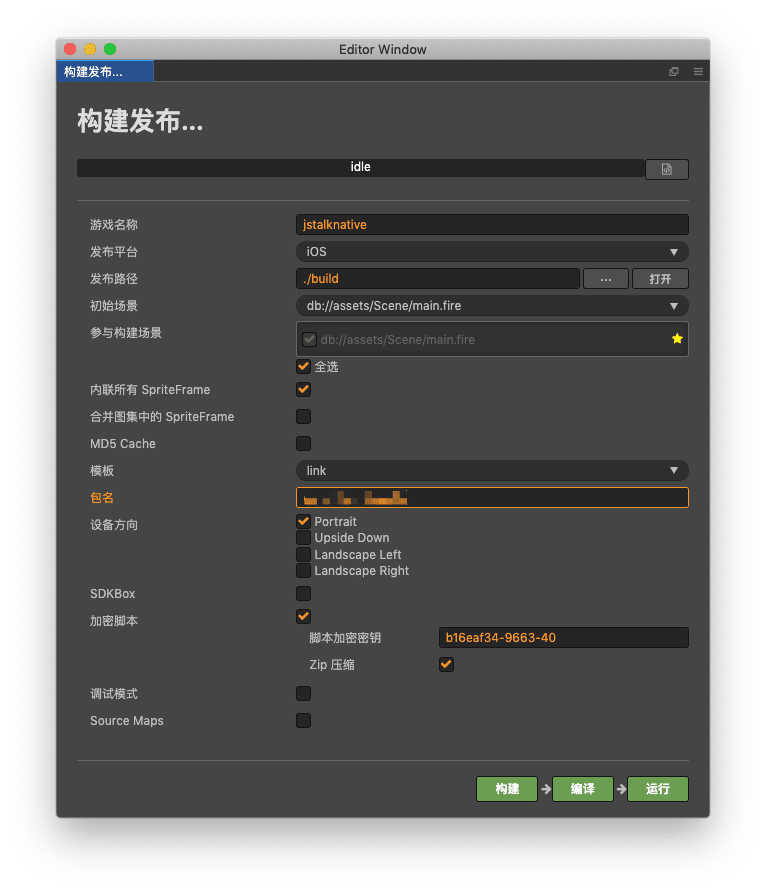 Editor Window
构建发布...
构建发布...
idle
游戏名称 jstalknative
发布平台 iOS
发布路径 ./build ... 打开
初始场景 db://assets/Scene/main.fire
参与构建场景 db://assets/Scene/main.fire
全选
内联所有 SpriteFrame
合并图集中的 SpriteFrame
MD5 Cache
模板 link
包名
设备方向 Portrait
Upside Down
Landscape Left
Landscape Right
SDKBox
加密脚本
脚本加密密钥 b16eaf34-9663-40
Zip 压缩
调试模式
Source Maps
构建 编译 运行